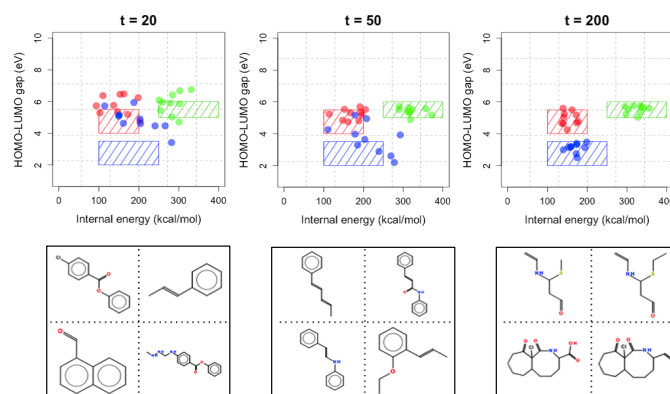 t = 20
t = 50
t = 200
HOMO-LUMO gap (eV)
10
8
6
4
2
0 100 200 300 400
Internal energy (kcal/mol)
HOMO-LUMO gap (eV)
10
8
6
4
2
0 100 200 300 400
Internal energy (kcal/mol)
HOMO-LUMO gap (eV)
10
8
6
4
2
0 100 200 300 400
Internal energy (kcal/mol)
Cl
O
O
O
O
O
NH
O
NH
S
NH
S
O
O
O
O
Cl
NH
OH
O
O
O
Cl
NH